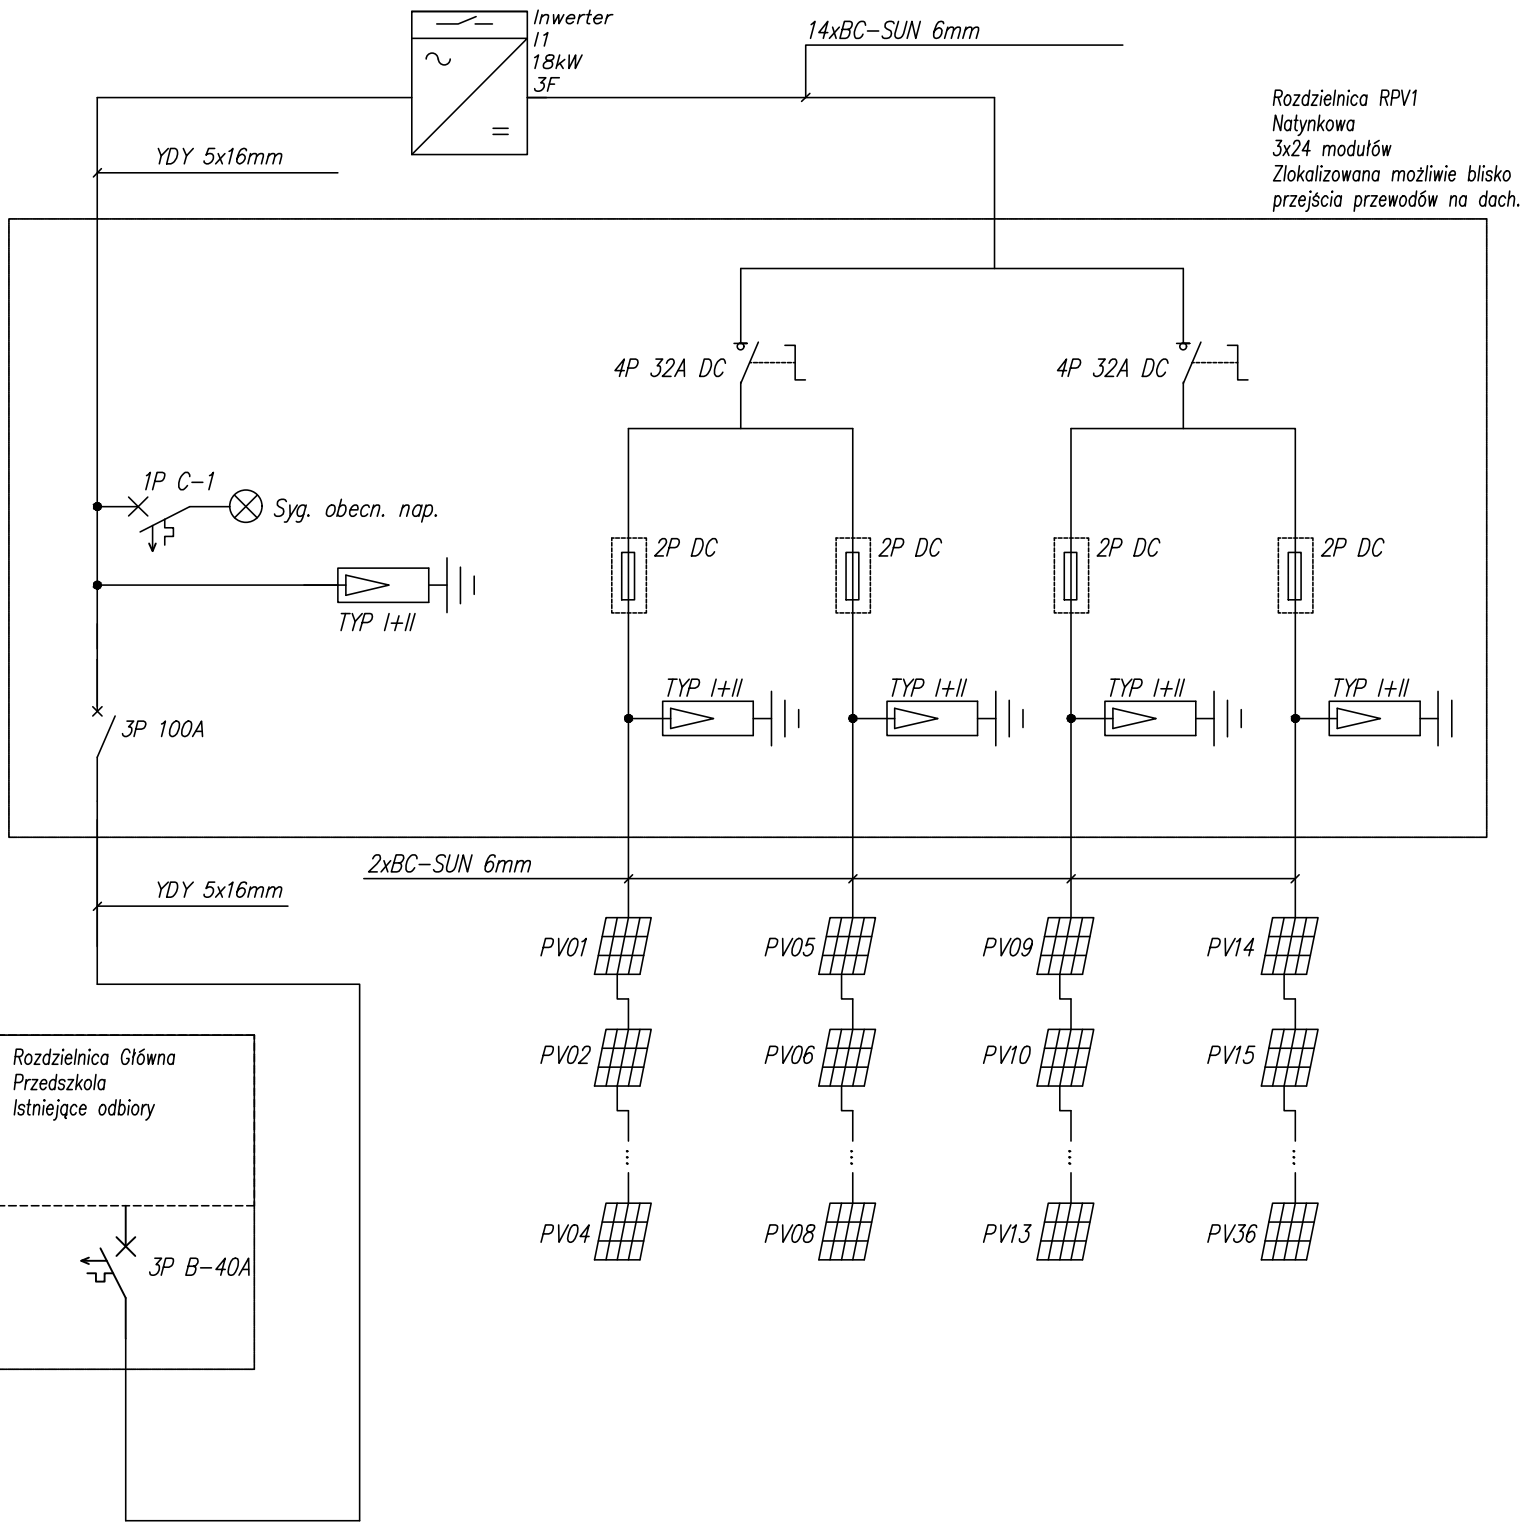 Inwerter
I1
18kW
3F
14xBC-SUN 6mm
Rozdzielnica RPV1
Natynkowa
3x24 modułów
Zlokalizowana możliwie blisko
przejścia przewodów na dach.
YDY 5x16mm
4P 32A DC
4P 32A DC
1P C-1
Syg. obecn. nap.
2P DC
2P DC
2P DC
2P DC
TYP I+II
TYP I+II
TYP I+II
TYP I+II
TYP I+II
3P 100A
2xBC-SUN 6mm
YDY 5x16mm
PV01
PV05
PV09
PV14
PV02
PV06
PV10
PV15
Rozdzielnica Główna
Przedszkola
Istniejące odbiory
PV04
PV08
PV13
PV36
3P B-40A